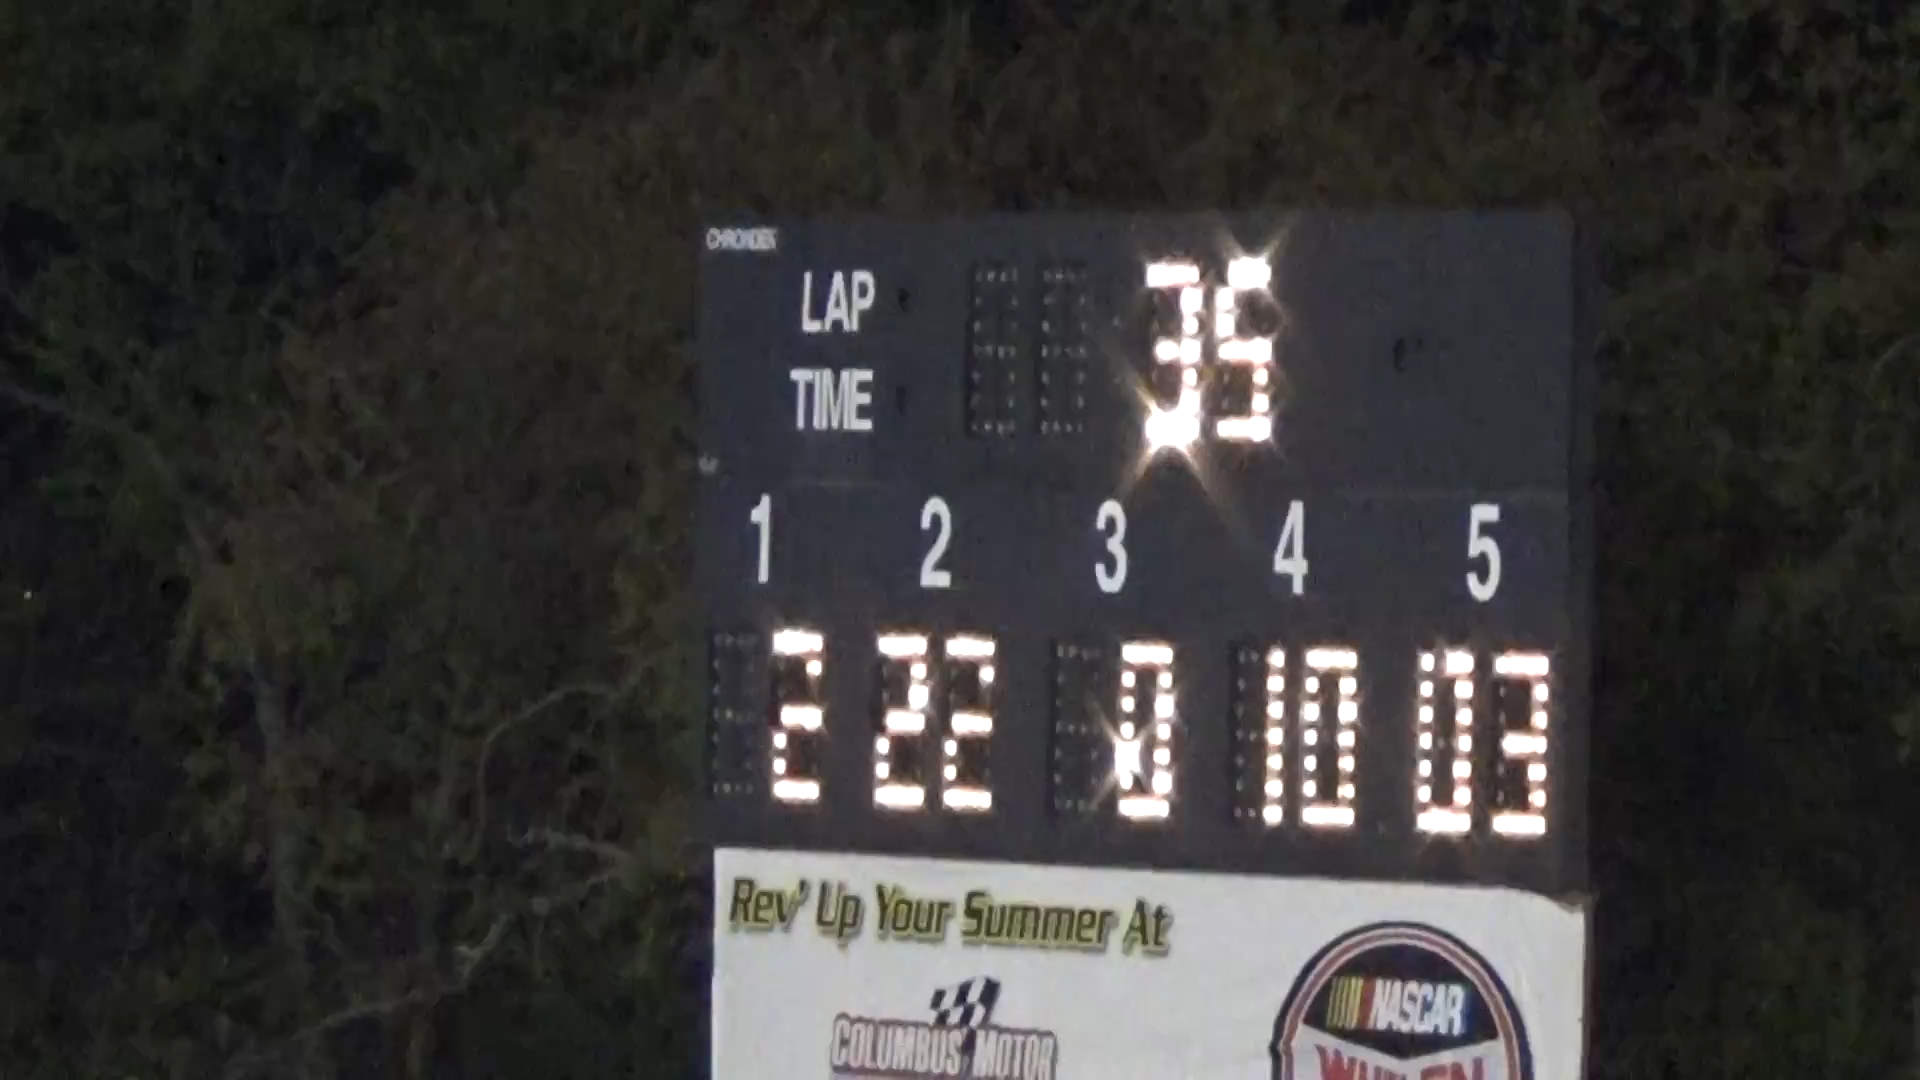 CHRONDEK
LAP
TIME
35
1 2 3 4 5
2 22 0 10 03
Rev' Up Your Summer At
COLUMBUS MOTOR
NASCAR
WHELEN